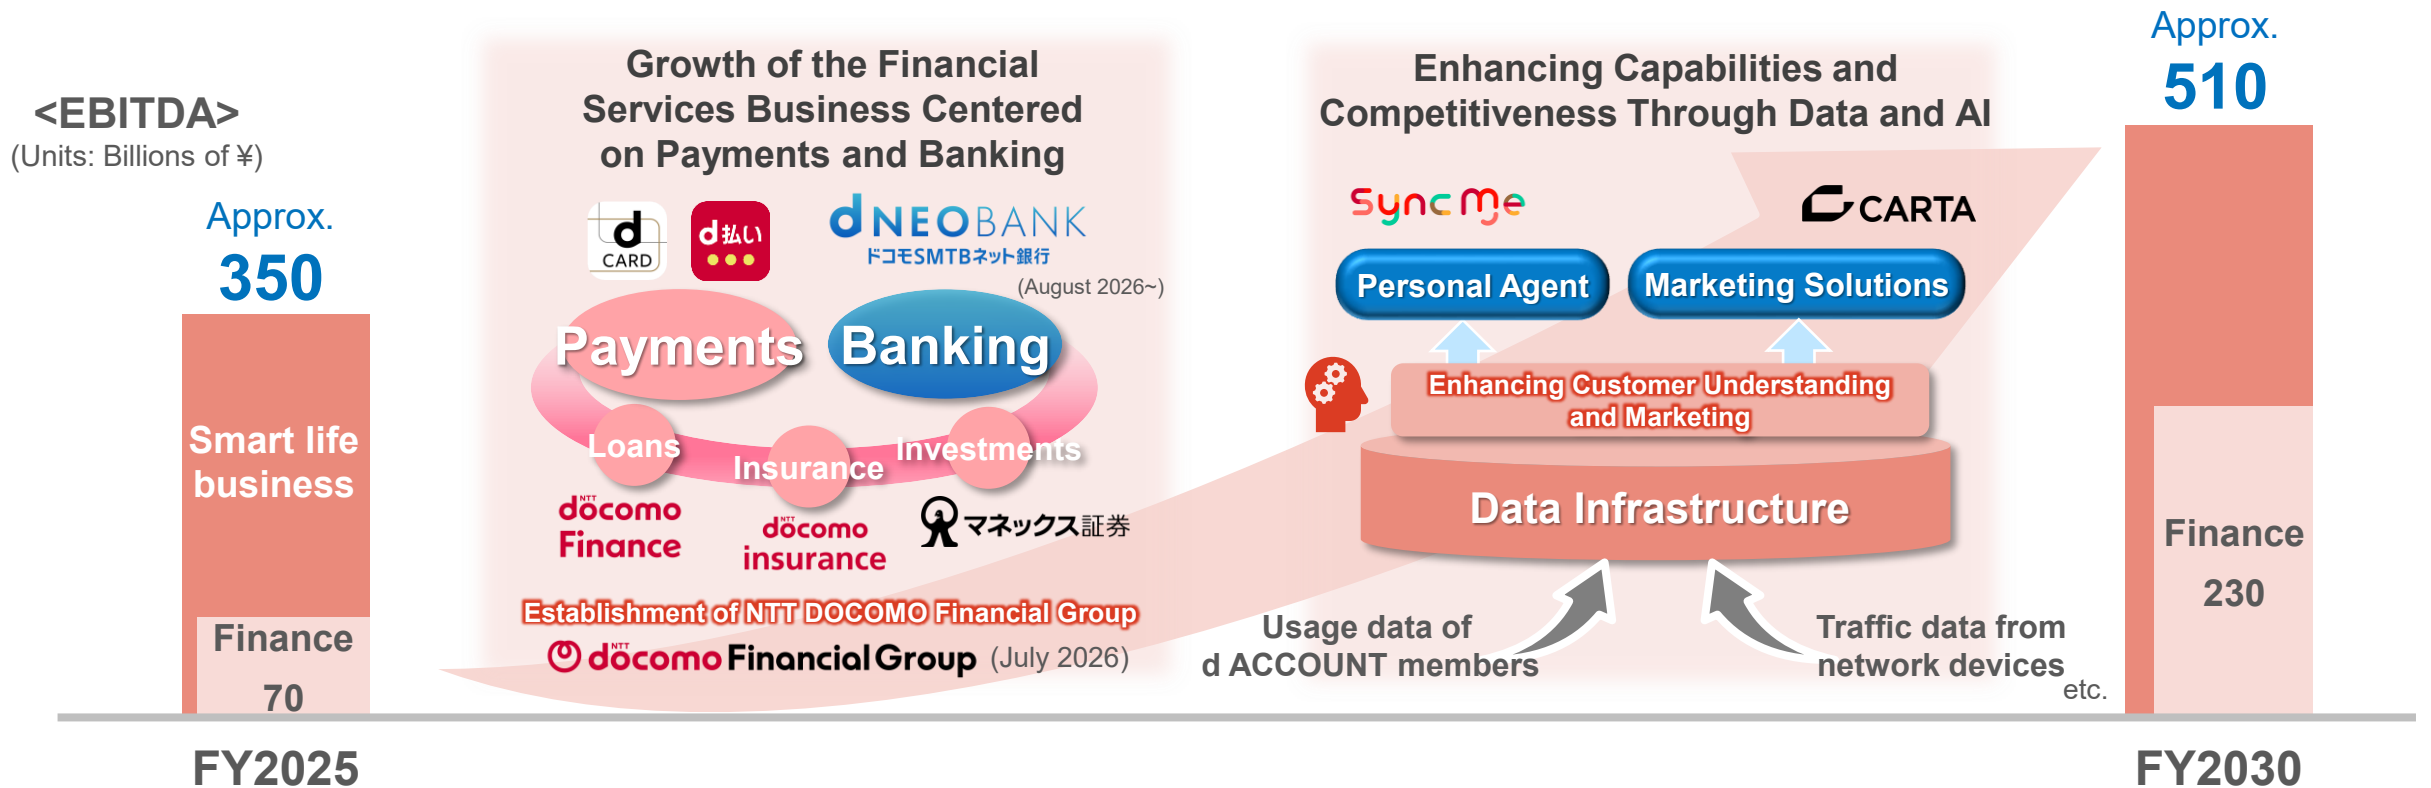 <EBITDA>
(Units: Billions of ¥)
Approx.
350
Smart life
business
Finance
70
FY2025
Growth of the Financial
Services Business Centered
on Payments and Banking
d
CARD
d払い
d NEOBANK
ドコモSMTBネット銀行
(August 2026~)
Payments
Banking
Loans
Insurance
Investments
NTT
docomo
Finance
NTT
docomo
insurance
マネックス証券
Establishment of NTT DOCOMO Financial Group
NTT
docomo Financial Group (July 2026)
Enhancing Capabilities and
Competitiveness Through Data and AI
SyncMe
CARTA
Personal Agent
Marketing Solutions
Enhancing Customer Understanding
and Marketing
Data Infrastructure
Usage data of
d ACCOUNT members
Traffic data from
network devices
etc.
Approx.
510
Finance
230
FY2030